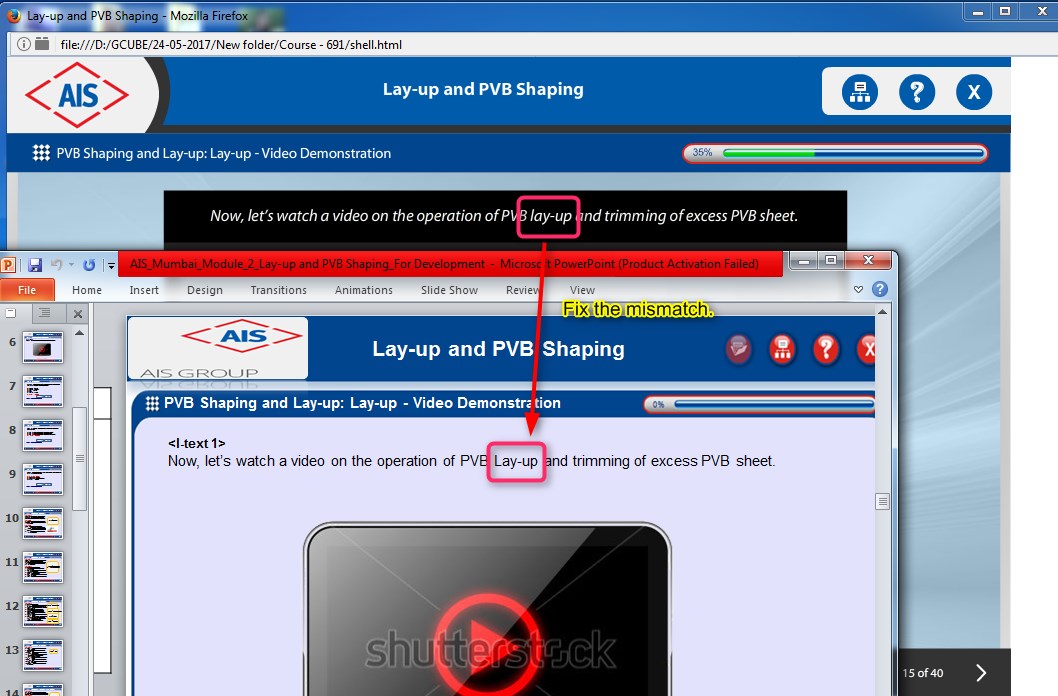 Lay-up and PVB Shaping - Mozilla Firefox
file:///D:/GCUBE/24-05-2017/New folder/Course - 691/shell.html
AIS
Lay-up and PVB Shaping
?
X
PVB Shaping and Lay-up: Lay-up - Video Demonstration
35%
Now, let's watch a video on the operation of PVB lay-up and trimming of excess PVB sheet.
AIS_Mumbai_Module_2_Lay-up and PVB Shaping_For Development - Microsoft PowerPoint (Product Activation Failed)
File Home Insert Design Transitions Animations Slide Show Review View
Fix the mismatch.
AIS
AIS GROUP
Lay-up and PVB Shaping
?
X
PVB Shaping and Lay-up: Lay-up - Video Demonstration
0%
<I-text 1>
Now, let's watch a video on the operation of PVB Lay-up and trimming of excess PVB sheet.
6
7
8
9
10
11
12
13
14
shutterstock
15 of 40